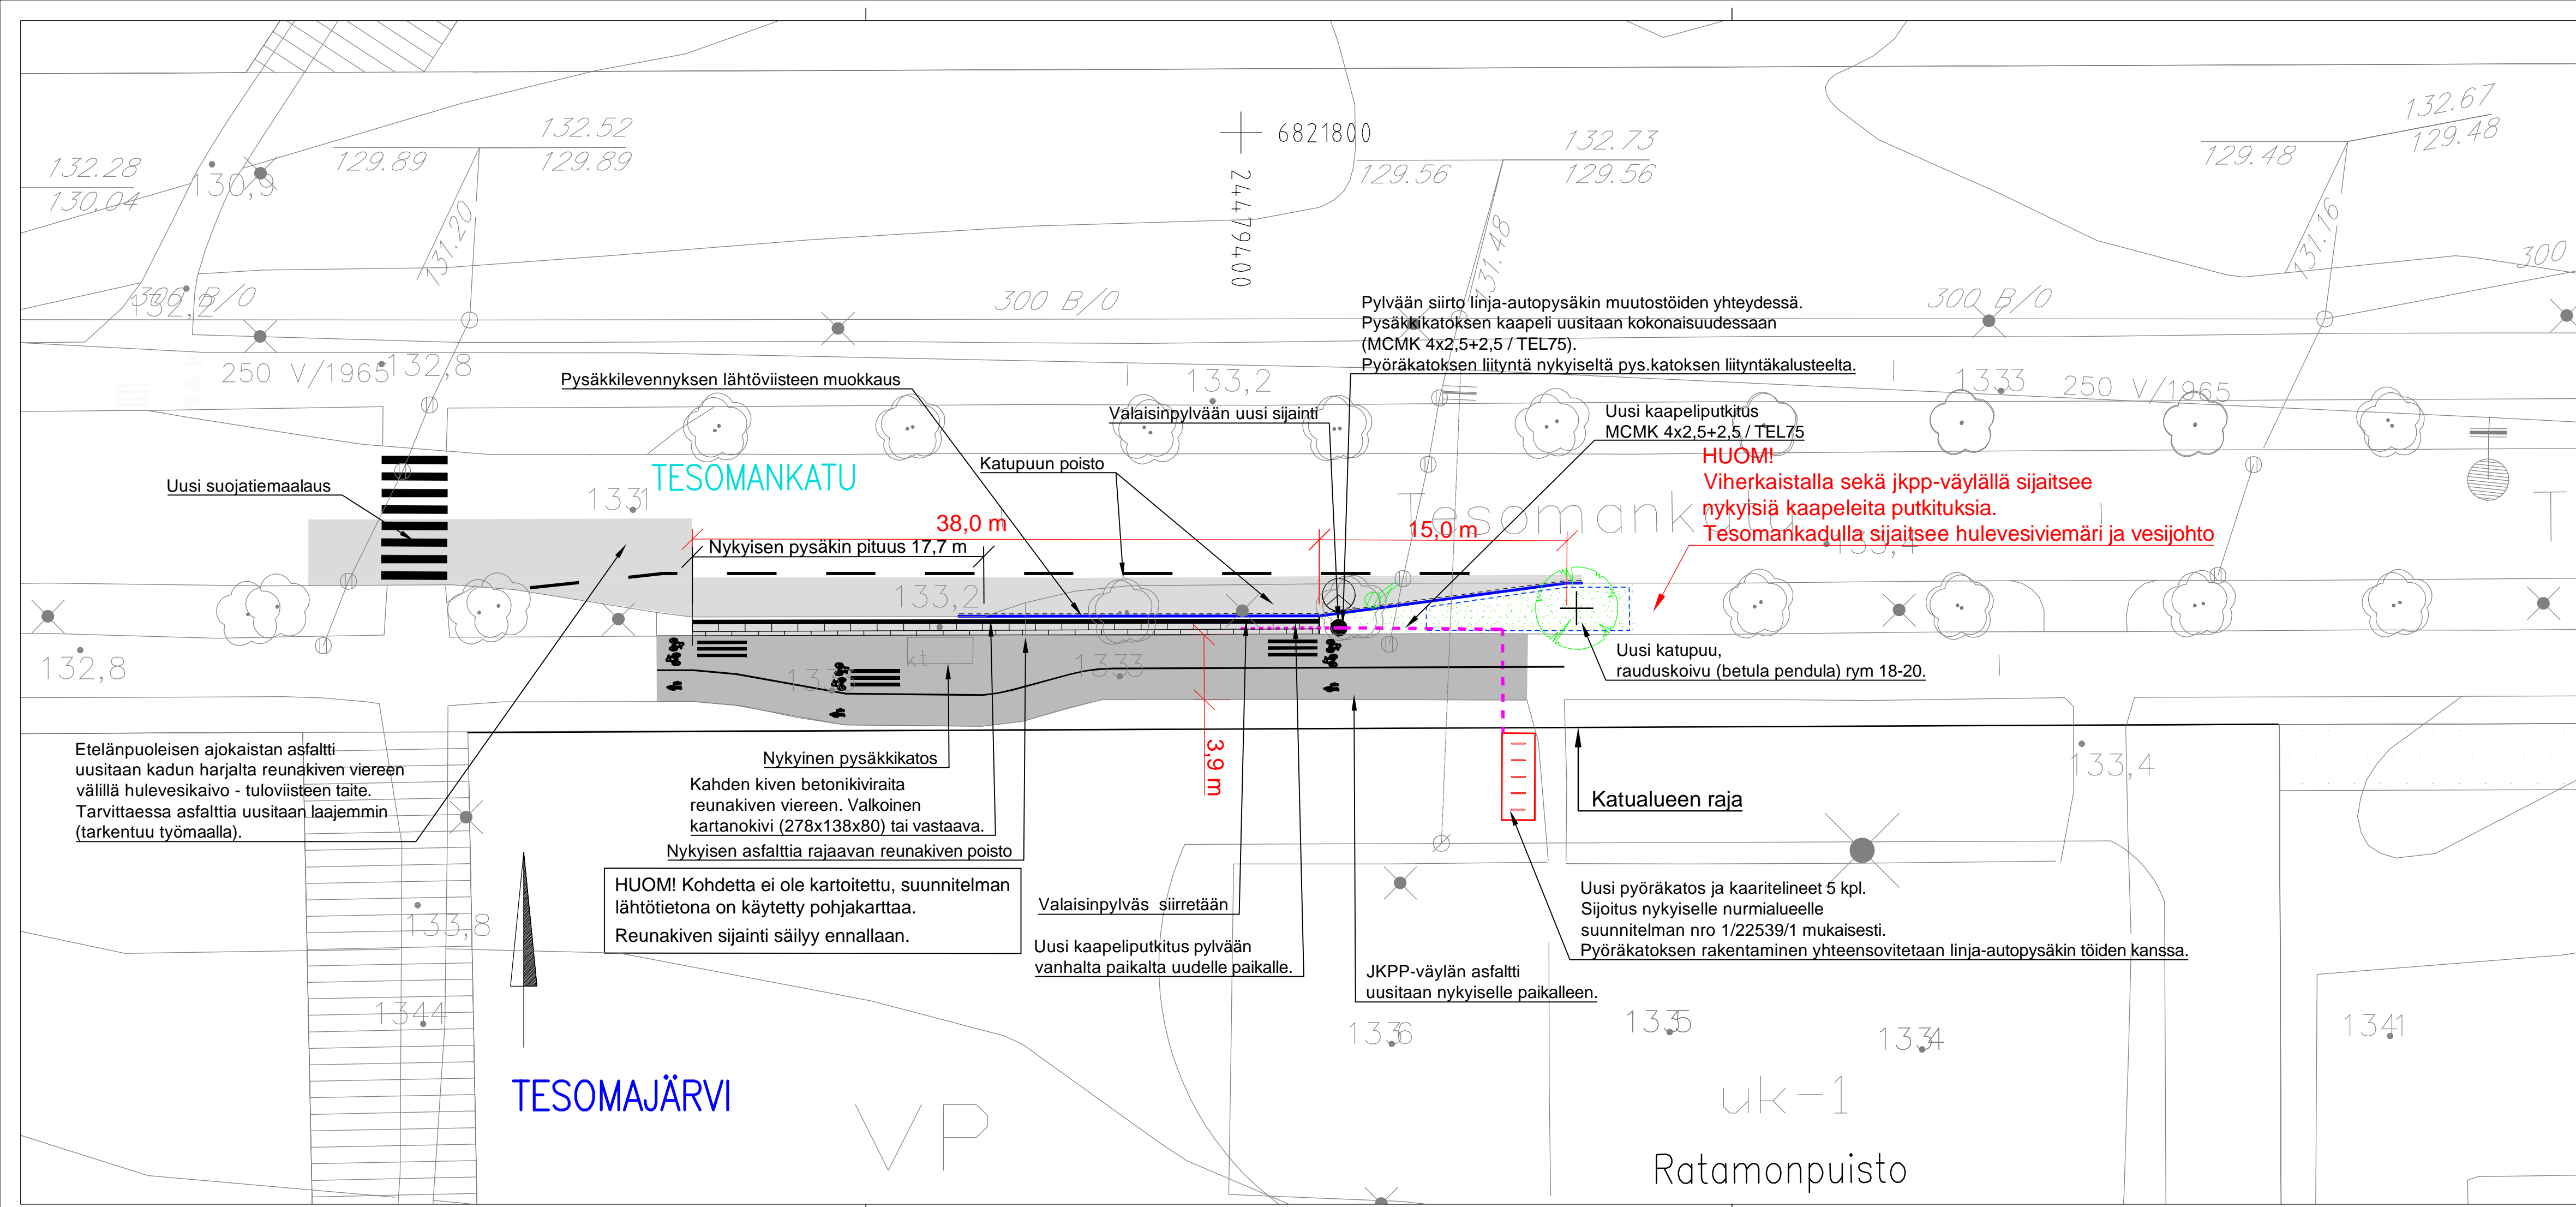 132.52
129.89
129.89
132.28
130.04
130,9
131.20
6821800
24479400
132.73
129.56
129.56
131.48
132.67
129.48
129.48
131.16
300
300 B/0
132,2
300 B/0
300 B/0
250 V/1965
132,8
133,2
1333
250 V/1965
Pylvään siirto linja-autopysäkin muutostöiden yhteydessä.
Pysäkkikatoksen kaapeli uusitaan kokonaisuudessaan
(MCMK 4x2,5+2,5 / TEL75).
Pyöräkatoksen liityntä nykyiseltä pys.katoksen liityntäkalusteelta.
Pysäkkilevennyksen lähtöviisteen muokkaus
Valaisinpylvään uusi sijainti
Uusi kaapeliputkitus
MCMK 4x2,5+2,5 / TEL75
Katupuun poisto
Uusi suojatiemaalaus
TESOMANKATU
1331
HUOM!
Viherkaistalla sekä jkpp-väylällä sijaitsee
nykyisiä kaapeleita putkituksia.
Tesomankadulla sijaitsee hulevesiviemäri ja vesijohto
Tesomankatu
T
133,4
38,0 m
15,0 m
Nykyisen pysäkin pituus 17,7 m
133,2
kt
1333
132,8
Uusi katupuu,
rauduskoivu (betula pendula) rym 18-20.
Etelänpuoleisen ajokaistan asfaltti
uusitaan kadun harjalta reunakiven viereen
välillä hulevesikaivo - tuloviisteen taite.
Tarvittaessa asfalttia uusitaan laajemmin
(tarkentuu työmaalla).
Nykyinen pysäkkikatos
Kahden kiven betonikiviraita
reunakiven viereen. Valkoinen
kartanokivi (278x138x80) tai vastaava.
Nykyisen asfalttia rajaavan reunakiven poisto
3,9 m
Katualueen raja
133,4
HUOM! Kohdetta ei ole kartoitettu, suunnitelman
lähtötietona on käytetty pohjakarttaa.
Reunakiven sijainti säilyy ennallaan.
Valaisinpylväs siirretään
Uusi kaapeliputkitus pylvään
vanhalta paikalta uudelle paikalle.
JKPP-väylän asfaltti
uusitaan nykyiselle paikalleen.
Uusi pyöräkatos ja kaaritelineet 5 kpl.
Sijoitus nykyiselle nurmialueelle
suunnitelman nro 1/22539/1 mukaisesti.
Pyöräkatoksen rakentaminen yhteensovitetaan linja-autopysäkin töiden kanssa.
133,8
1344
1336
1335
1334
1341
TESOMAJÄRVI
VP
uk-1
Ratamonpuisto